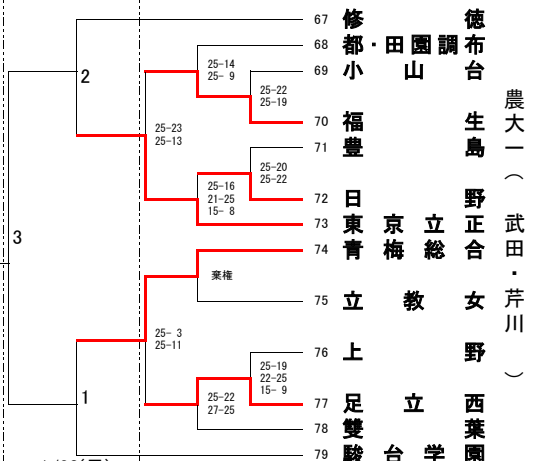 67 修徳
68 都・田園調布
25-14
25- 9
69 小山台
2
25-22
25-19
70 福生
25-23
25-13
71 豊島
25-20
25-22
25-16
21-25
15- 8
72 日野
73 東京立正
3
74 青梅総合
棄権
75 立教女
25- 3
25-11
76 上野
25-19
22-25
15- 9
1
25-22
27-25
77 足立西
78 雙葉
79 駿台学園
農大一（武田・芹川）